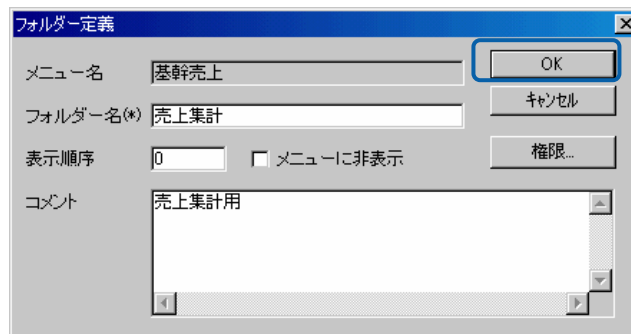 フォルダー定義
メニュー名 基幹売上
OK
フォルダー名(*) 売上集計
キャンセル
表示順序 0 メニューに非表示
権限...
コメント 売上集計用